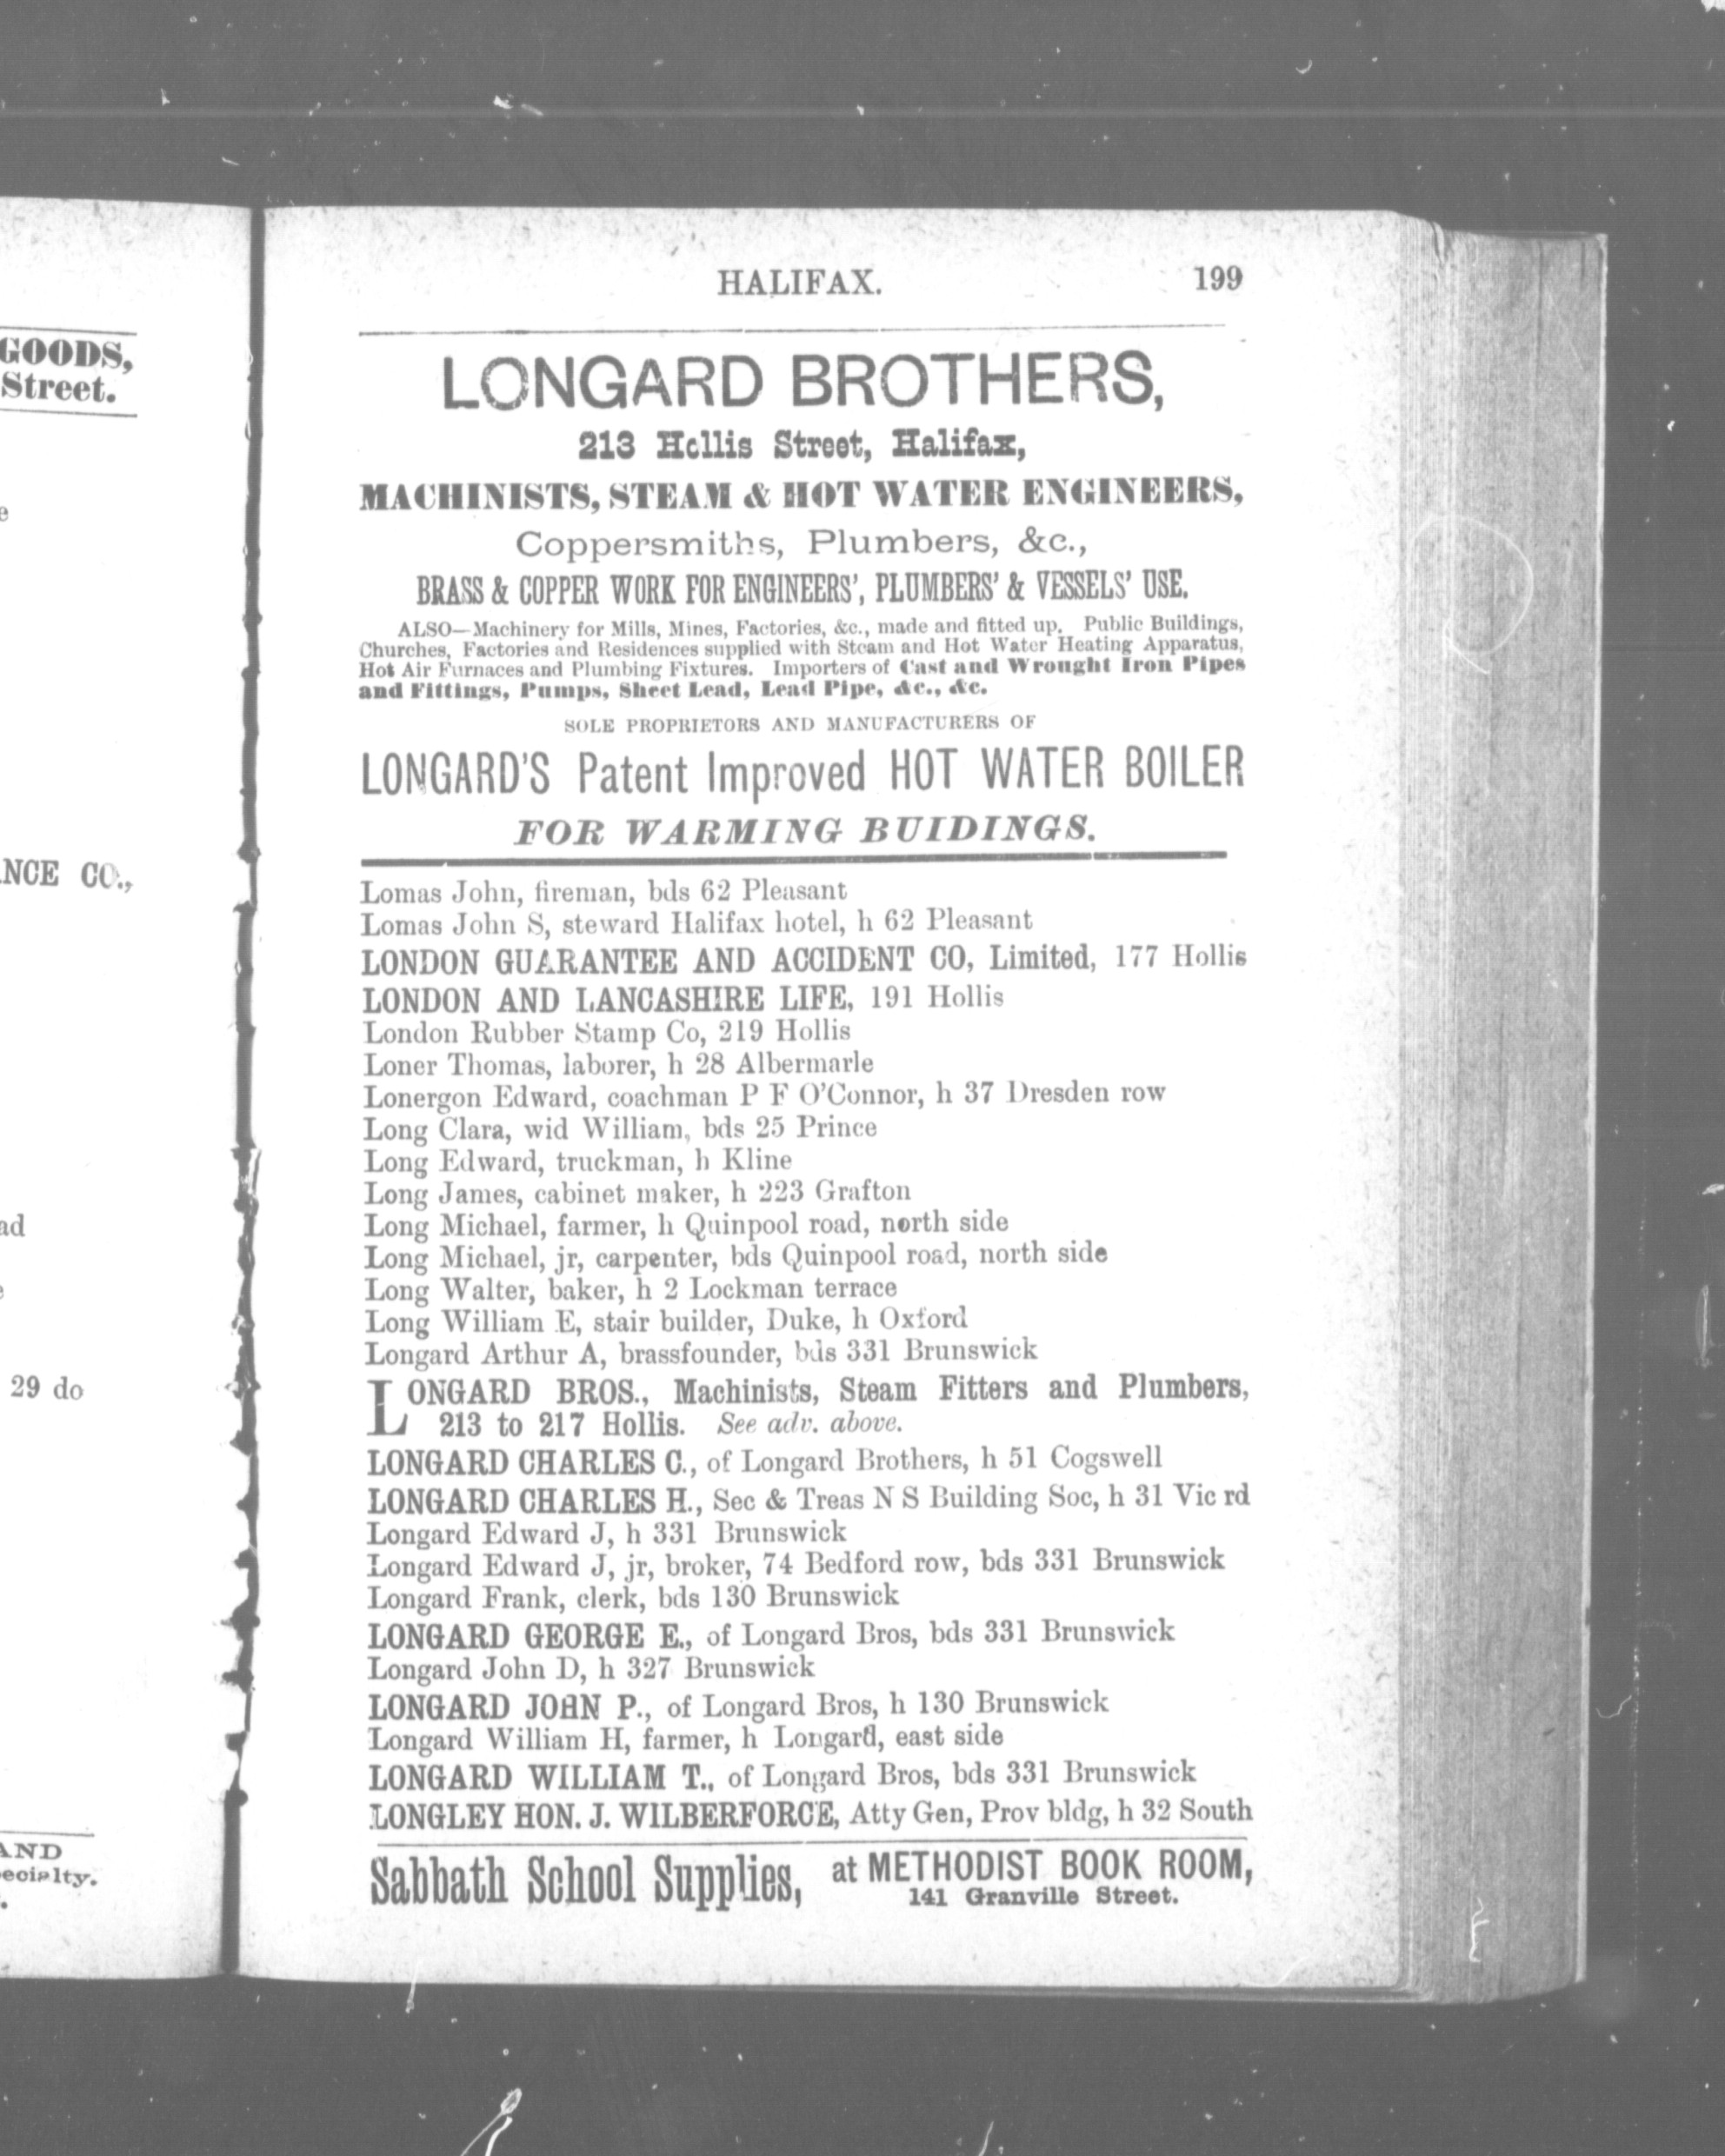 GOODS,
Street.
NCE CO.,
29 do
AND
HALIFAX. 199
LONGARD BROTHERS,
213 Hollis Street, Halifax,
MACHINISTS, STEAM & HOT WATER ENGINEERS,
Coppersmiths, Plumbers, &c.,
BRASS & COPPER WORK FOR ENGINEERS', PLUMBERS' & VESSELS' USE.
ALSO—Machinery for Mills, Mines, Factories, &c., made and fitted up. Public Buildings,
Churches, Factories and Residences supplied with Steam and Hot Water Heating Apparatus,
Hot Air Furnaces and Plumbing Fixtures. Importers of Cast and Wrought Iron Pipes
and Fittings, Pumps, Sheet Lead, Lead Pipe, &c., &c.
SOLE PROPRIETORS AND MANUFACTURERS OF
LONGARD'S Patent Improved HOT WATER BOILER
FOR WARMING BUIDINGS.
Lomas John, fireman, bds 62 Pleasant
Lomas John S, steward Halifax hotel, h 62 Pleasant
LONDON GUARANTEE AND ACCIDENT CO, Limited, 177 Hollis
LONDON AND LANCASHIRE LIFE, 191 Hollis
London Rubber Stamp Co, 219 Hollis
Loner Thomas, laborer, h 28 Albermarle
Lonergon Edward, coachman P F O'Connor, h 37 Dresden row
Long Clara, wid William, bds 25 Prince
Long Edward, truckman, h Kline
Long James, cabinet maker, h 223 Grafton
Long Michael, farmer, h Quinpool road, north side
Long Michael, jr, carpenter, bds Quinpool road, north side
Long Walter, baker, h 2 Lockman terrace
Long William E, stair builder, Duke, h Oxford
Longard Arthur A, brassfounder, bds 331 Brunswick
LONGARD BROS., Machinists, Steam Fitters and Plumbers,
213 to 217 Hollis. See adv. above.
LONGARD CHARLES C., of Longard Brothers, h 51 Cogswell
LONGARD CHARLES H., Sec & Treas N S Building Soc, h 31 Vic rd
Longard Edward J, h 331 Brunswick
Longard Edward J, jr, broker, 74 Bedford row, bds 331 Brunswick
Longard Frank, clerk, bds 130 Brunswick
LONGARD GEORGE E., of Longard Bros, bds 331 Brunswick
Longard John D, h 327 Brunswick
LONGARD JOHN P., of Longard Bros, h 130 Brunswick
Longard William H, farmer, h Longard, east side
LONGARD WILLIAM T., of Longard Bros, bds 331 Brunswick
LONGLEY HON. J. WILBERFORCE, Atty Gen, Prov bldg, h 32 South
Sabbath School Supplies, at METHODIST BOOK ROOM,
141 Granville Street.